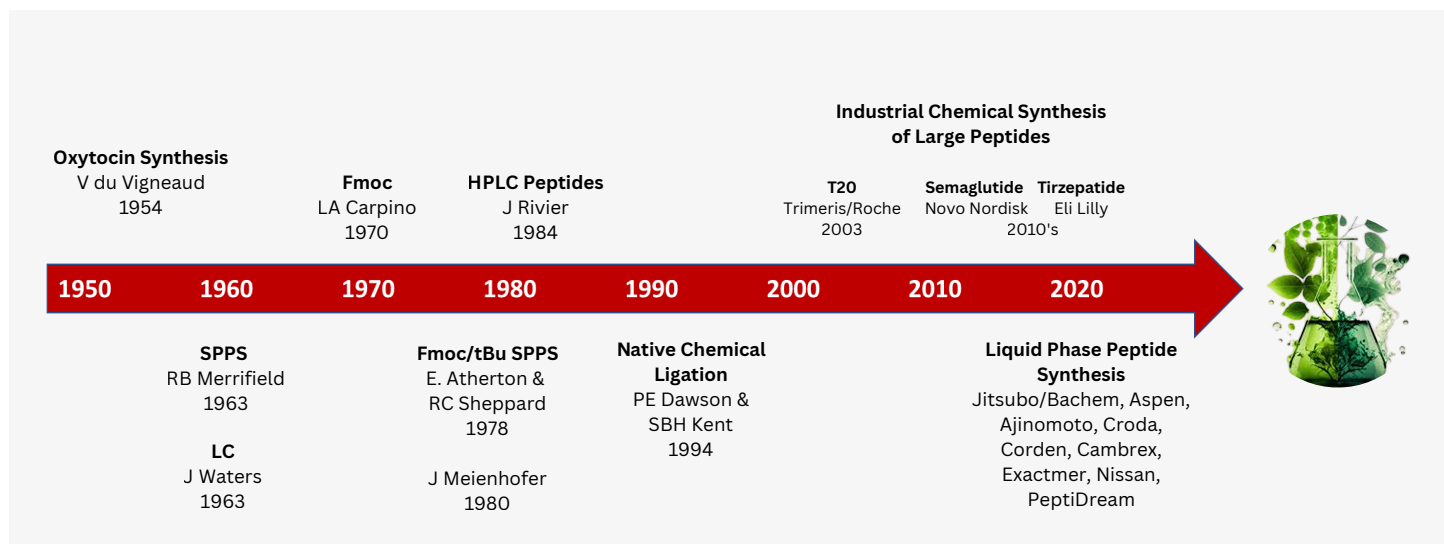 Industrial Chemical Synthesis
of Large Peptides
Oxytocin Synthesis
V du Vigneaud
1954
Fmoc
LA Carpino
1970
HPLC Peptides
J Rivier
1984
T20
Trimeris/Roche
2003
Semaglutide Tirzepatide
Novo Nordisk Eli Lilly
2010's
1950 1960 1970 1980 1990 2000 2010 2020
SPPS
RB Merrifield
1963
LC
J Waters
1963
Fmoc/tBu SPPS
E. Atherton &
RC Sheppard
1978
J Meienhofer
1980
Native Chemical
Ligation
PE Dawson &
SBH Kent
1994
Liquid Phase Peptide
Synthesis
Jitsubo/Bachem, Aspen,
Ajinomoto, Croda,
Corden, Cambrex,
Exactmer, Nissan,
PeptiDream